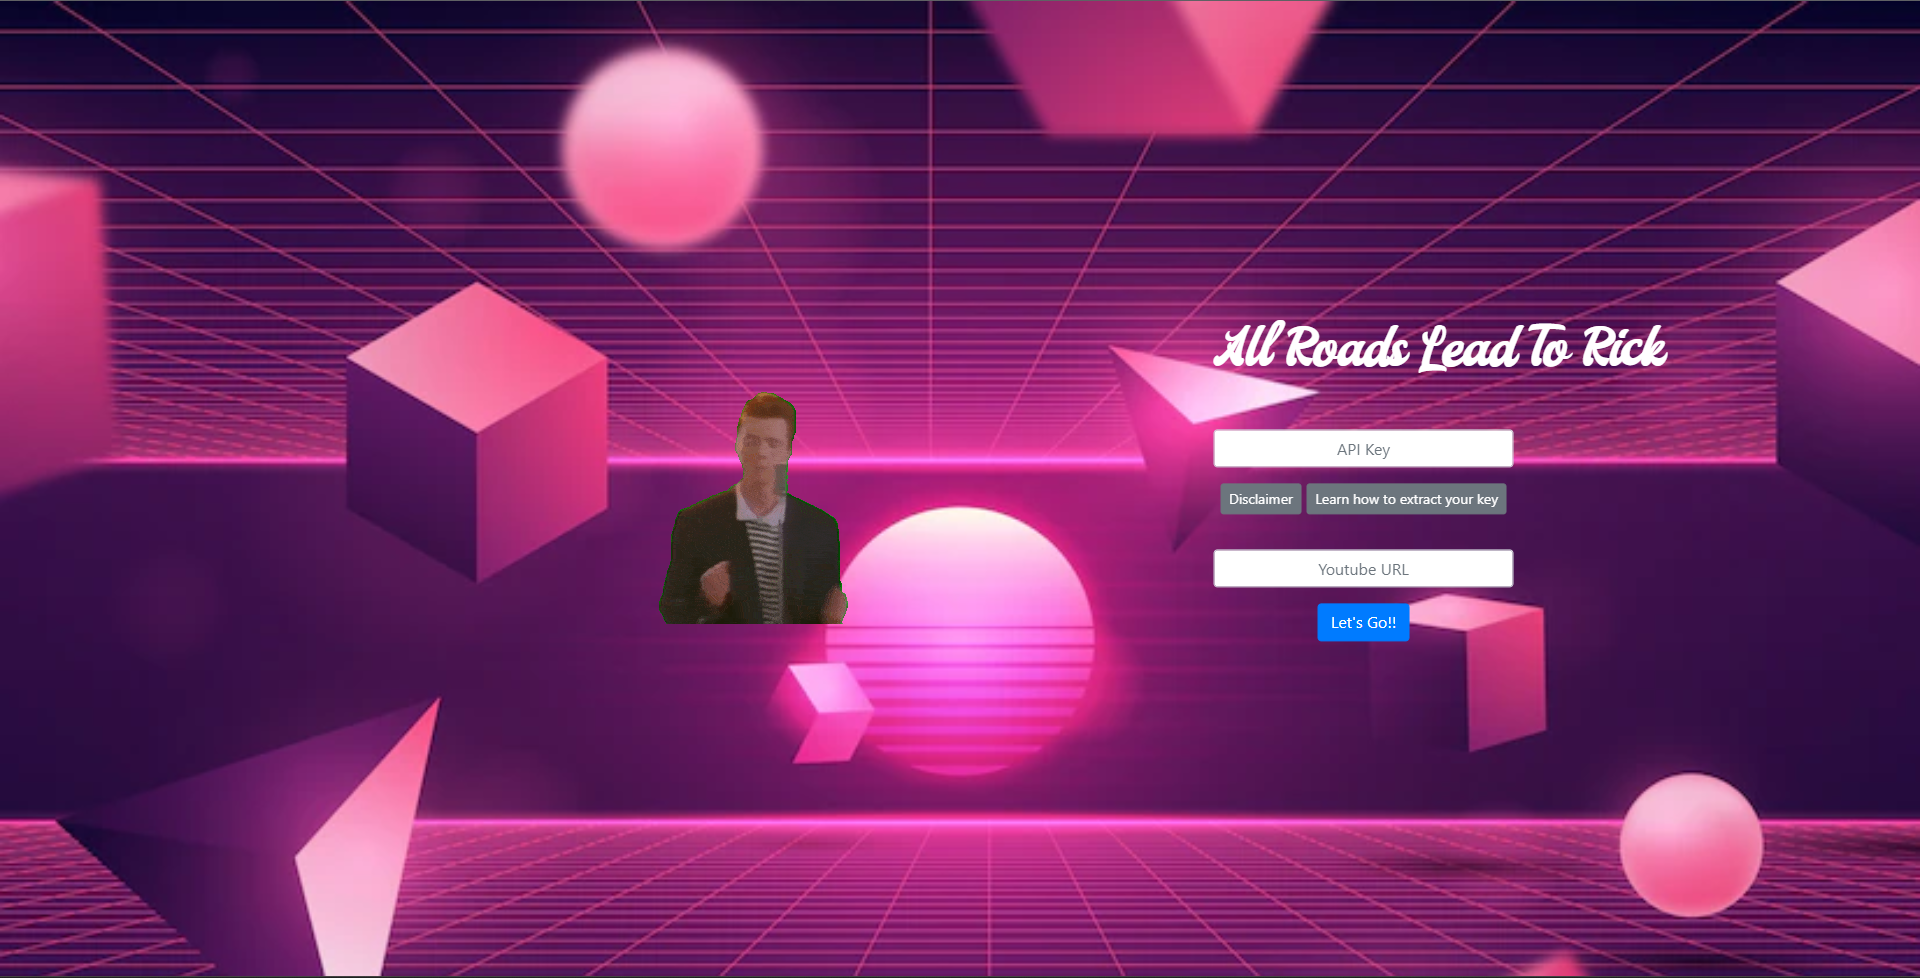 All Roads Lead To Rick
API Key
Disclaimer Learn how to extract your key
Youtube URL
Let's Go!!